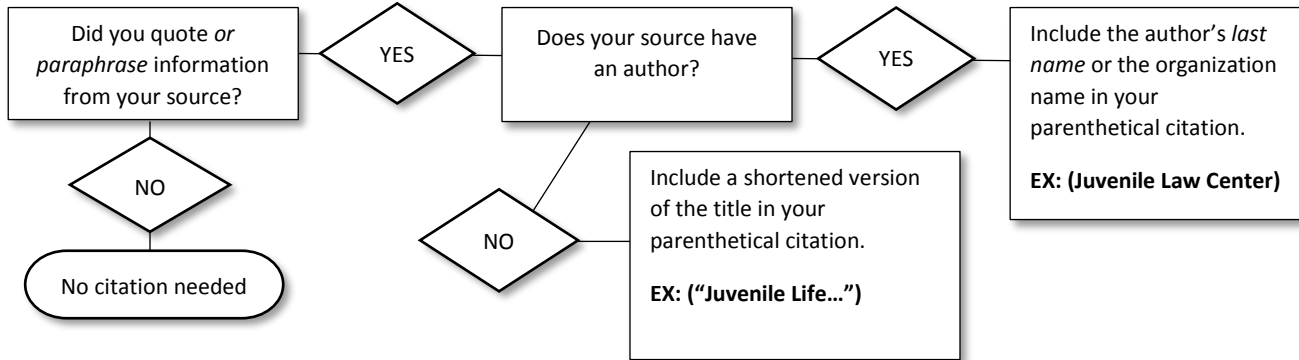 Did you quote or
paraphrase information
from your source?
YES
Does your source have
an author?
YES
Include the author’s last
name or the organization
name in your
parenthetical citation.
EX: (Juvenile Law Center)
NO
No citation needed
NO
Include a shortened version
of the title in your
parenthetical citation.
EX: (“Juvenile Life…”)